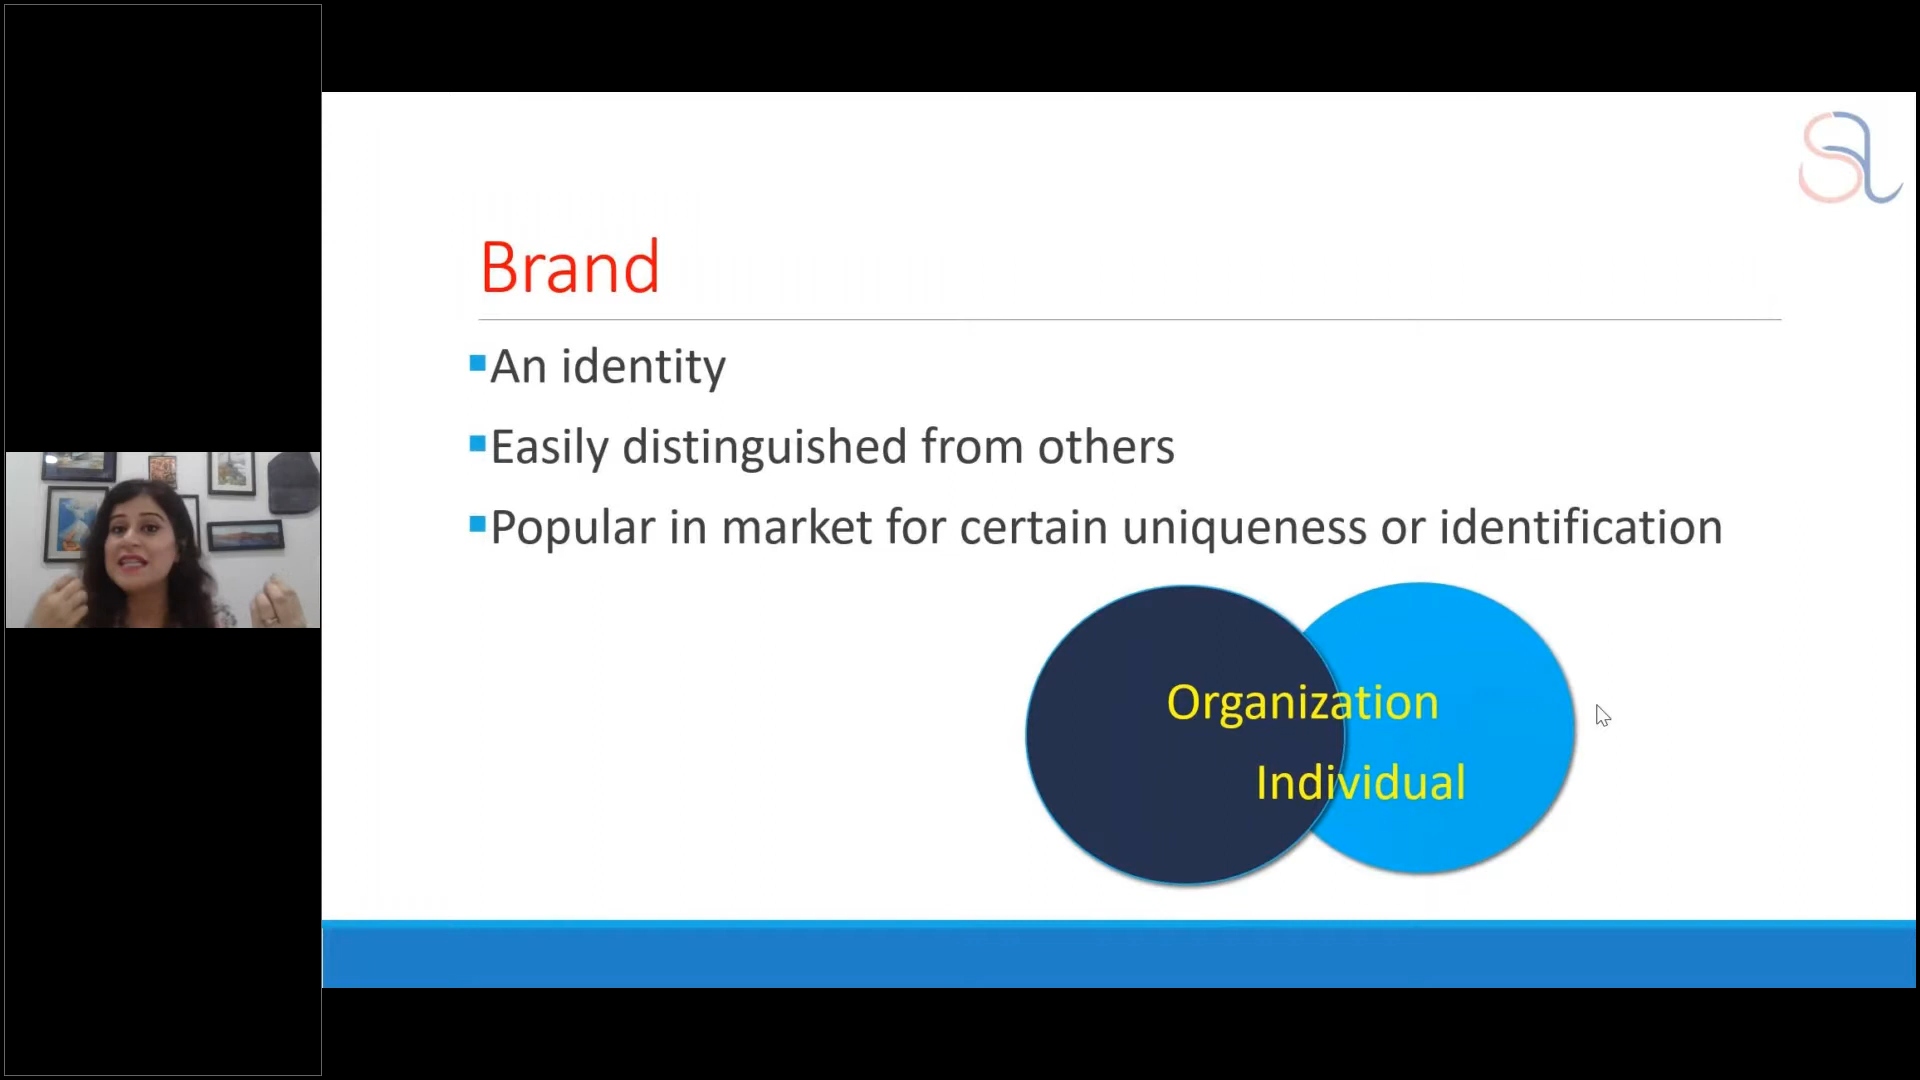 Brand
An identity
Easily distinguished from others
Popular in market for certain uniqueness or identification
Organization
Individual